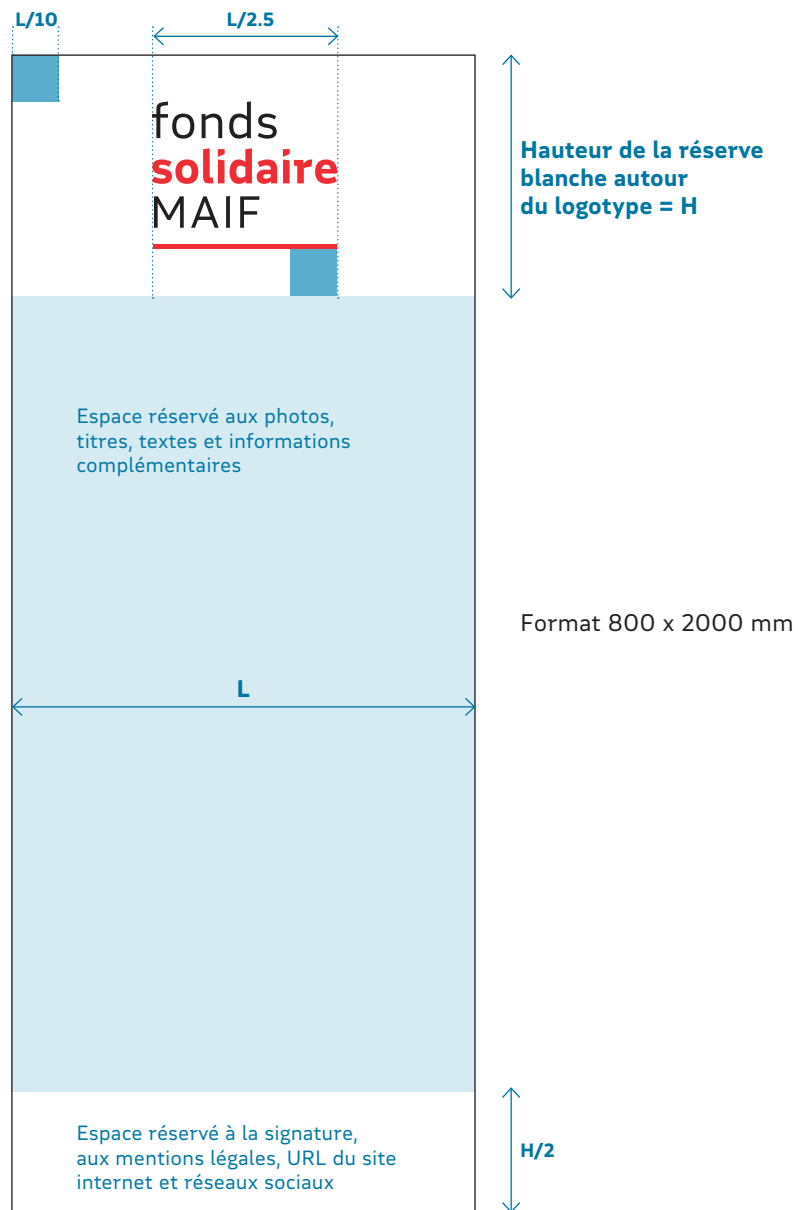 L/10
L/2.5
fonds
solidaire
MAIF
Hauteur de la réserve
blanche autour
du logotype = H
Espace réservé aux photos,
titres, textes et informations
complémentaires
Format 800 x 2000 mm
L
Espace réservé à la signature,
aux mentions légales, URL du site
internet et réseaux sociaux
H/2